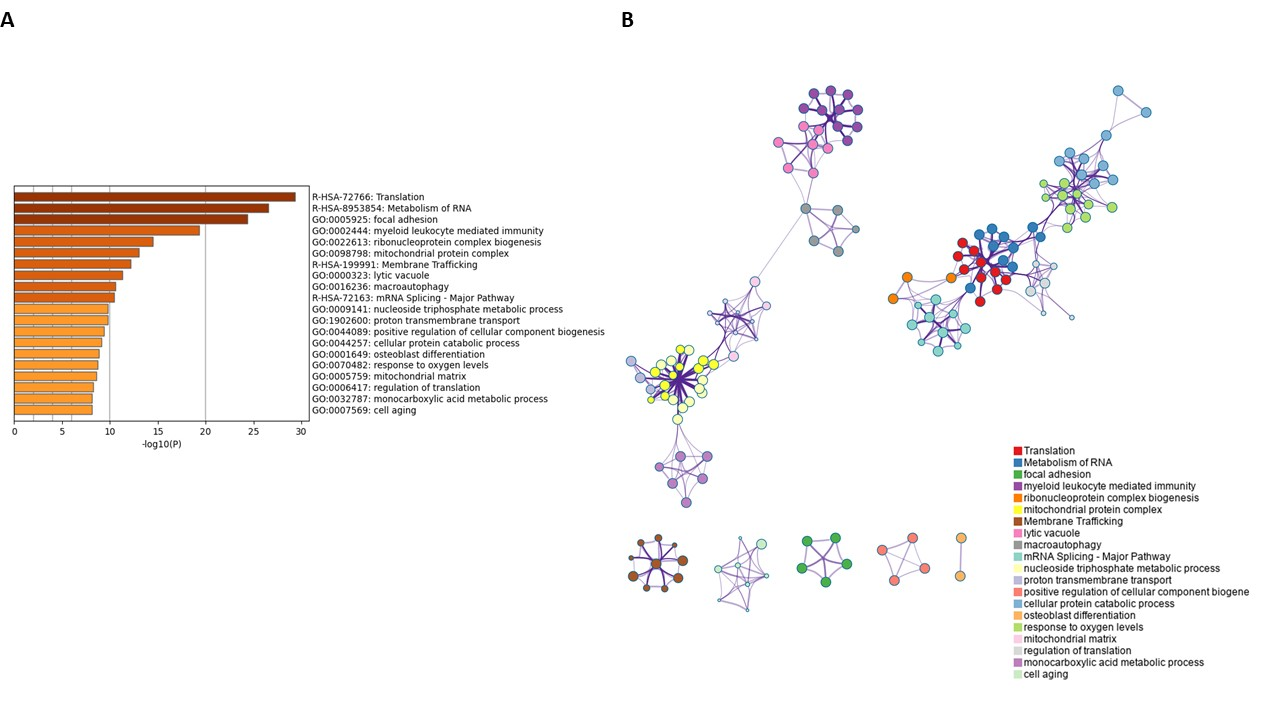 A
B
R-HSA-72766: Translation
R-HSA-8953854: Metabolism of RNA
GO:0005925: focal adhesion
GO:0002444: myeloid leukocyte mediated immunity
GO:0022613: ribonucleoprotein complex biogenesis
GO:0098798: mitochondrial protein complex
R-HSA-199991: Membrane Trafficking
GO:0000323: lytic vacuole
GO:0016236: macroautophagy
R-HSA-72163: mRNA Splicing - Major Pathway
GO:0009141: nucleoside triphosphate metabolic process
GO:1902600: proton transmembrane transport
GO:0044089: positive regulation of cellular component biogenesis
GO:0044257: cellular protein catabolic process
GO:0001649: osteoblast differentiation
GO:0070482: response to oxygen levels
GO:0005759: mitochondrial matrix
GO:0006417: regulation of translation
GO:0032787: monocarboxylic acid metabolic process
GO:0007569: cell aging
0 5 10 15 20 25 30
-log10(P)
Translation
Metabolism of RNA
focal adhesion
myeloid leukocyte mediated immunity
ribonucleoprotein complex biogenesis
mitochondrial protein complex
Membrane Trafficking
lytic vacuole
macroautophagy
mRNA Splicing - Major Pathway
nucleoside triphosphate metabolic process
proton transmembrane transport
positive regulation of cellular component biogene
cellular protein catabolic process
osteoblast differentiation
response to oxygen levels
mitochondrial matrix
regulation of translation
monocarboxylic acid metabolic process
cell aging